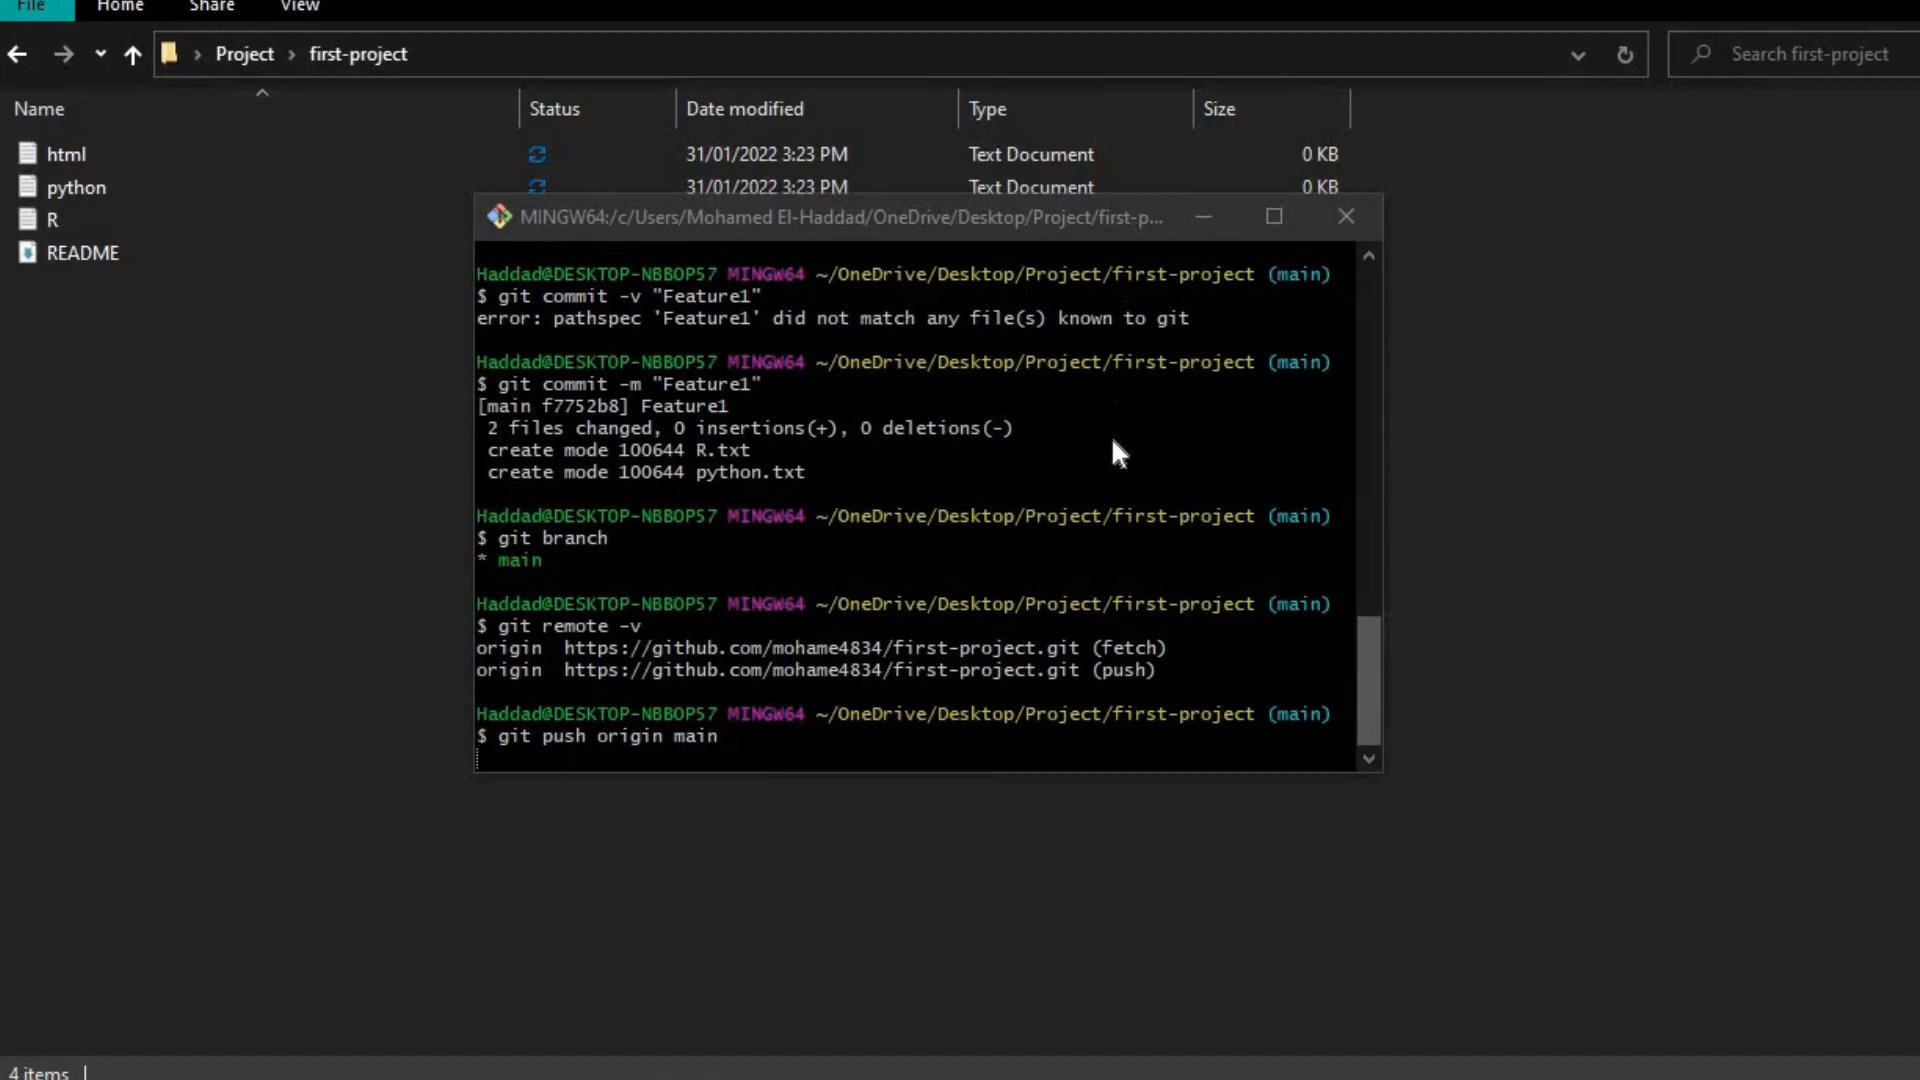 File Home Share View
Project > first-project
Search first-project
Name Status Date modified Type Size
html 31/01/2022 3:23 PM Text Document 0 KB
python 31/01/2022 3:23 PM Text Document 0 KB
R
README
MINGW64:/c/Users/Mohamed El-Haddad/OneDrive/Desktop/Project/first-p...
Haddad@DESKTOP-NBBOP57 MINGW64 ~/OneDrive/Desktop/Project/first-project (main)
$ git commit -v "Feature1"
error: pathspec 'Feature1' did not match any file(s) known to git
Haddad@DESKTOP-NBBOP57 MINGW64 ~/OneDrive/Desktop/Project/first-project (main)
$ git commit -m "Feature1"
[main f7752b8] Feature1
2 files changed, 0 insertions(+), 0 deletions(-)
create mode 100644 R.txt
create mode 100644 python.txt
Haddad@DESKTOP-NBBOP57 MINGW64 ~/OneDrive/Desktop/Project/first-project (main)
$ git branch
* main
Haddad@DESKTOP-NBBOP57 MINGW64 ~/OneDrive/Desktop/Project/first-project (main)
$ git remote -v
origin https://github.com/mohame4834/first-project.git (fetch)
origin https://github.com/mohame4834/first-project.git (push)
Haddad@DESKTOP-NBBOP57 MINGW64 ~/OneDrive/Desktop/Project/first-project (main)
$ git push origin main
4 items